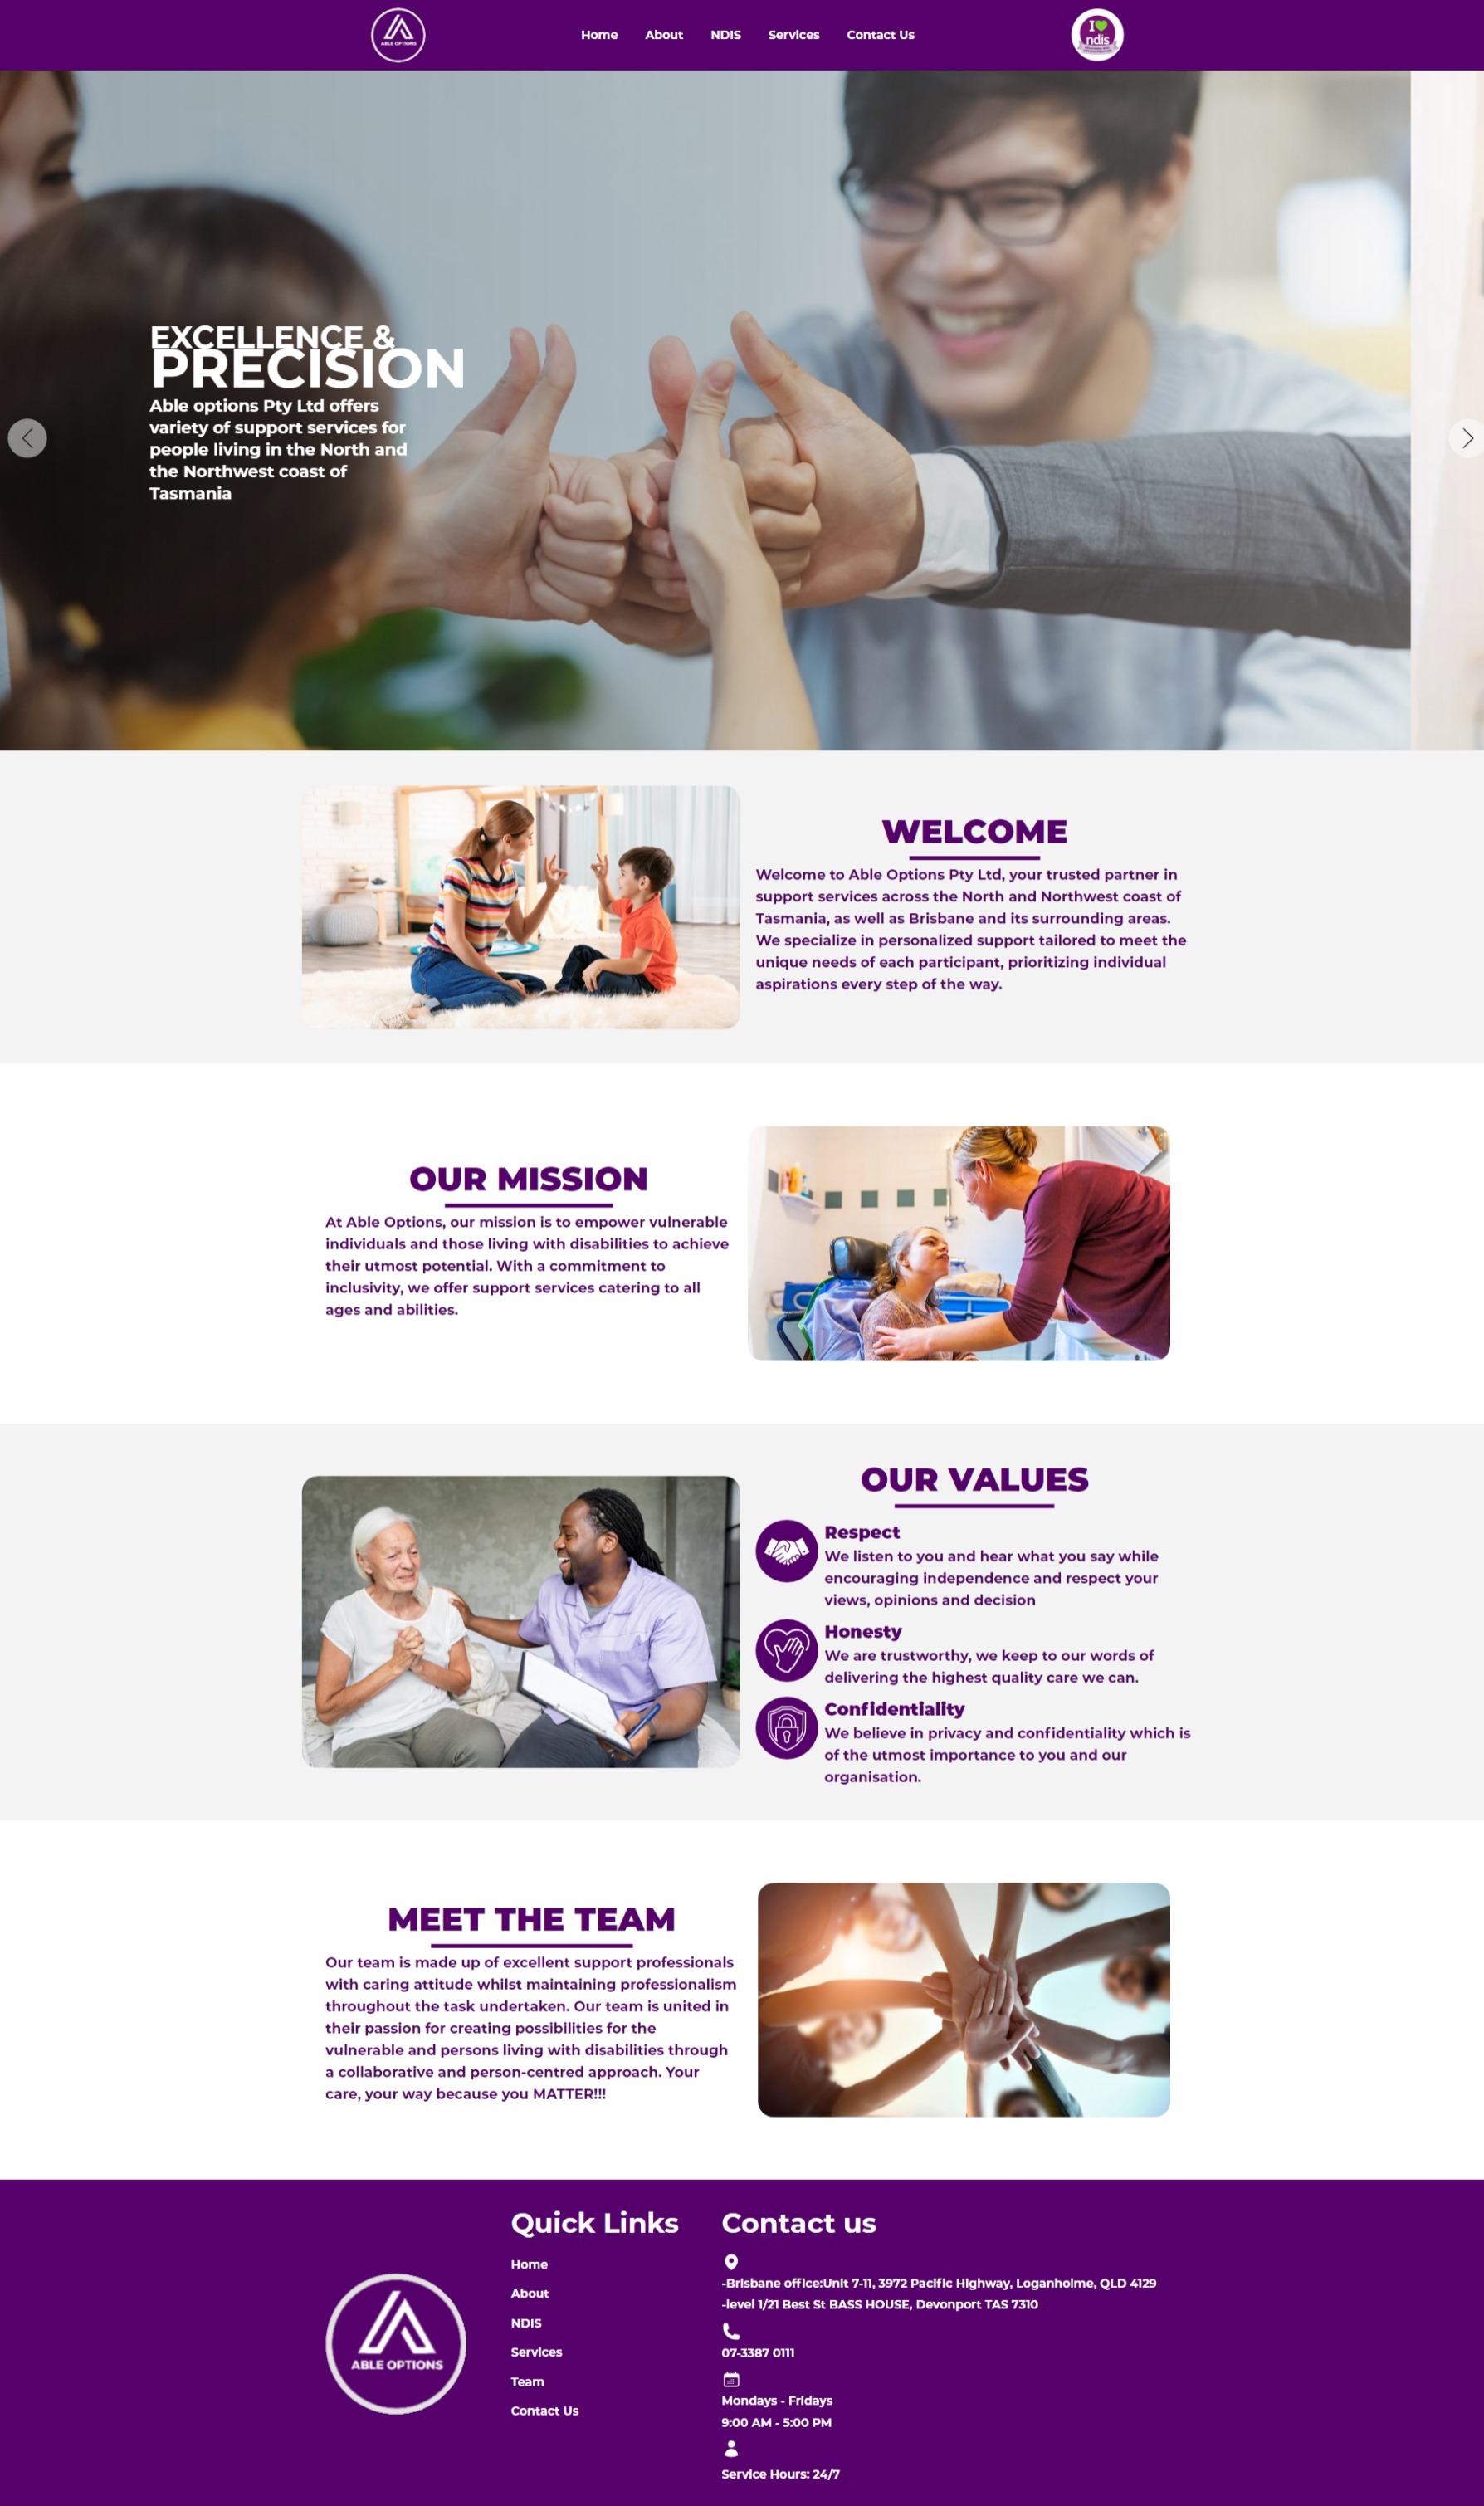 ABLE OPTIONS
Home
About
NDIS
Services
Contact Us
I
ndis
EXCELLENCE &
PRECISION
Able options Pty Ltd offers
variety of support services for
people living in the North and
the Northwest coast of
Tasmania
WELCOME
Welcome to Able Options Pty Ltd, your trusted partner in
support services across the North and Northwest coast of
Tasmania, as well as Brisbane and its surrounding areas.
We specialize in personalized support tailored to meet the
unique needs of each participant, prioritizing individual
aspirations every step of the way.
OUR MISSION
At Able Options, our mission is to empower vulnerable
individuals and those living with disabilities to achieve
their utmost potential. With a commitment to
inclusivity, we offer support services catering to all
ages and abilities.
OUR VALUES
Respect
We listen to you and hear what you say while
encouraging independence and respect your
views, opinions and decision
Honesty
We are trustworthy, we keep to our words of
delivering the highest quality care we can.
Confidentiality
We believe in privacy and confidentiality which is
of the utmost importance to you and our
organisation.
MEET THE TEAM
Our team is made up of excellent support professionals
with caring attitude whilst maintaining professionalism
throughout the task undertaken. Our team is united in
their passion for creating possibilities for the
vulnerable and persons living with disabilities through
a collaborative and person-centred approach. Your
care, your way because you MATTER!!!
ABLE OPTIONS
Quick Links
Home
About
NDIS
Services
Team
Contact Us
Contact us
-Brisbane office:Unit 7-11, 3972 Pacific Highway, Loganholme, QLD 4129
-level 1/21 Best St BASS HOUSE, Devonport TAS 7310
07-3387 0111
Mondays - Fridays
9:00 AM - 5:00 PM
Service Hours: 24/7